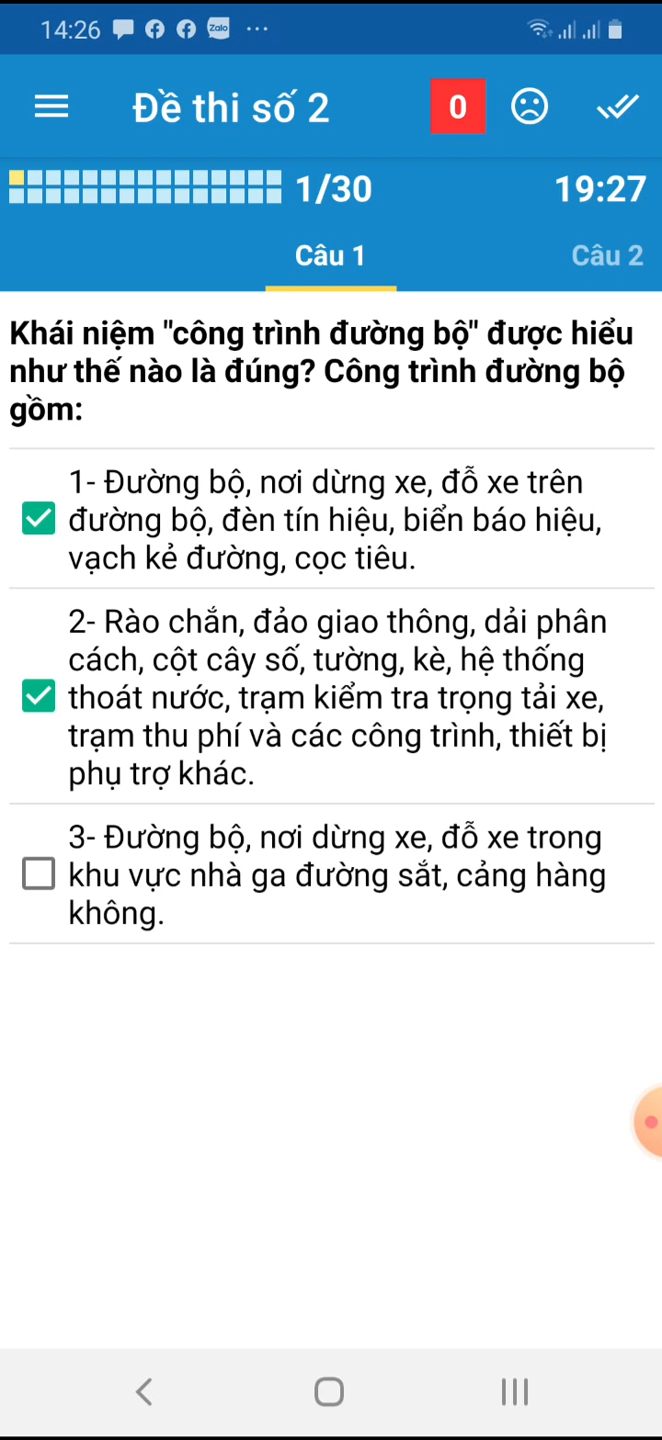 14:26 Zalo ...
Đề thi số 2 0
1/30 19:27
Câu 1 Câu 2
Khái niệm "công trình đường bộ" được hiểu
như thế nào là đúng? Công trình đường bộ
gồm:
1- Đường bộ, nơi dừng xe, đỗ xe trên
đường bộ, đèn tín hiệu, biển báo hiệu,
vạch kẻ đường, cọc tiêu.
2- Rào chắn, đảo giao thông, dải phân
cách, cột cây số, tường, kè, hệ thống
thoát nước, trạm kiểm tra trọng tải xe,
trạm thu phí và các công trình, thiết bị
phụ trợ khác.
3- Đường bộ, nơi dừng xe, đỗ xe trong
khu vực nhà ga đường sắt, cảng hàng
không.